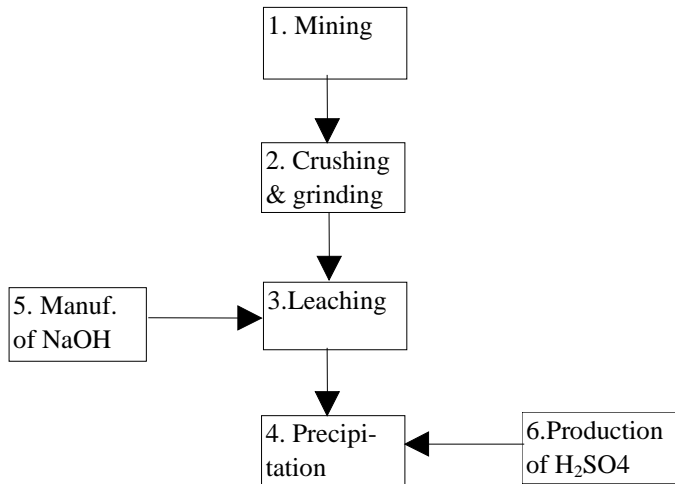 1. Mining
2. Crushing
& grinding
5. Manuf.
of NaOH
3.Leaching
4. Precipi-
tation
6.Production
of H₂SO4